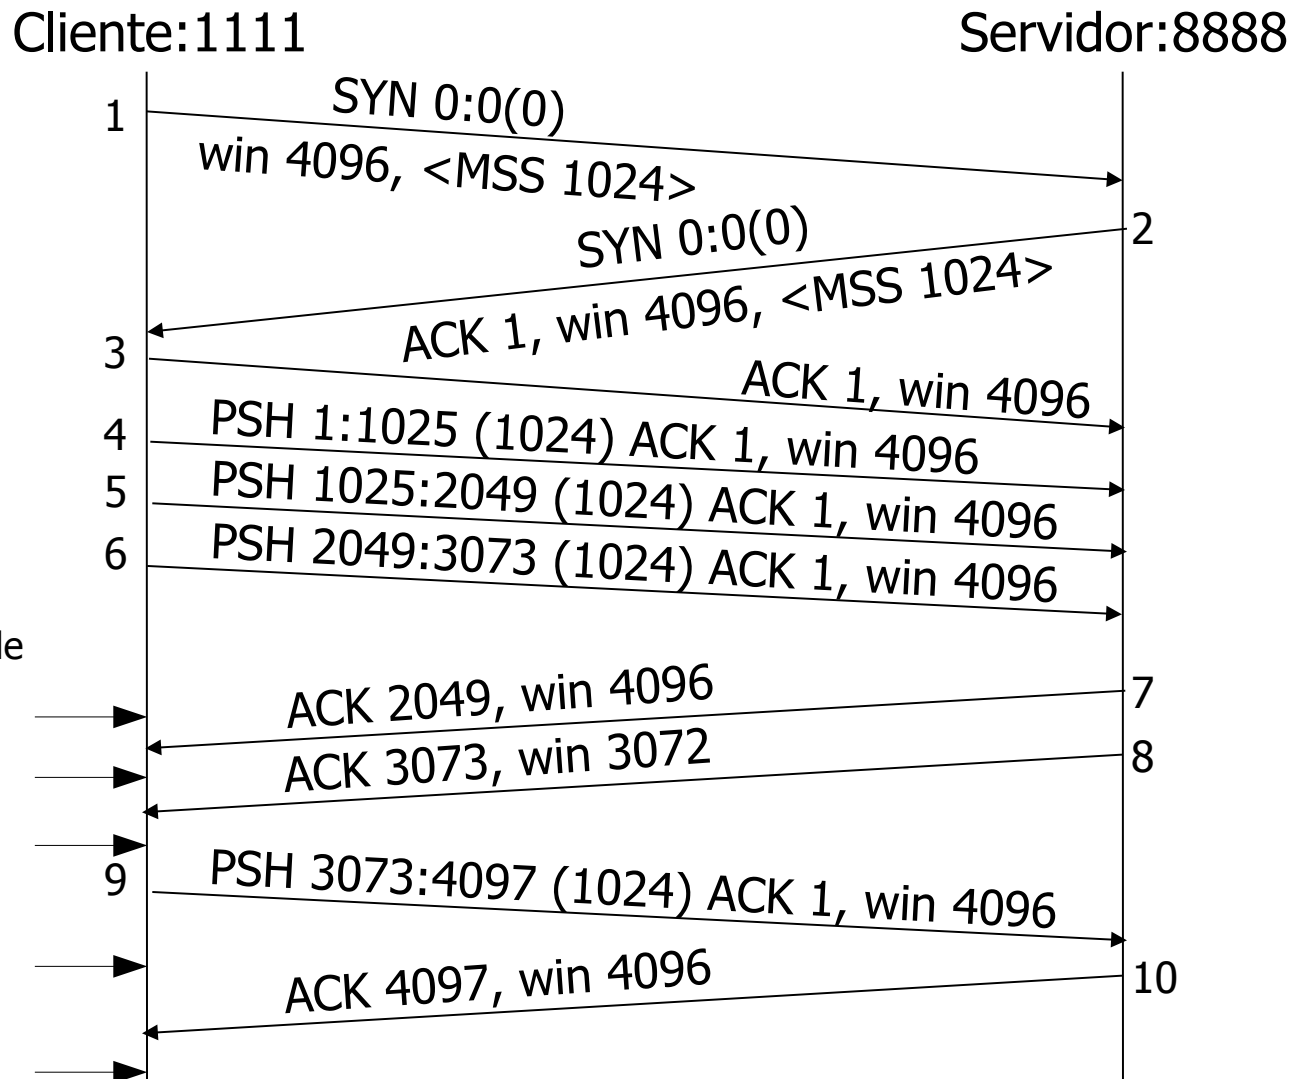 Cliente:1111
Servidor:8888
1
SYN 0:0(0)
win 4096, <MSS 1024>
2
SYN 0:0(0)
ACK 1, win 4096, <MSS 1024>
3
ACK 1, win 4096
4
PSH 1:1025 (1024) ACK 1, win 4096
5
PSH 1025:2049 (1024) ACK 1, win 4096
6
PSH 2049:3073 (1024) ACK 1, win 4096
7
ACK 2049, win 4096
8
ACK 3073, win 3072
9
PSH 3073:4097 (1024) ACK 1, win 4096
10
ACK 4097, win 4096